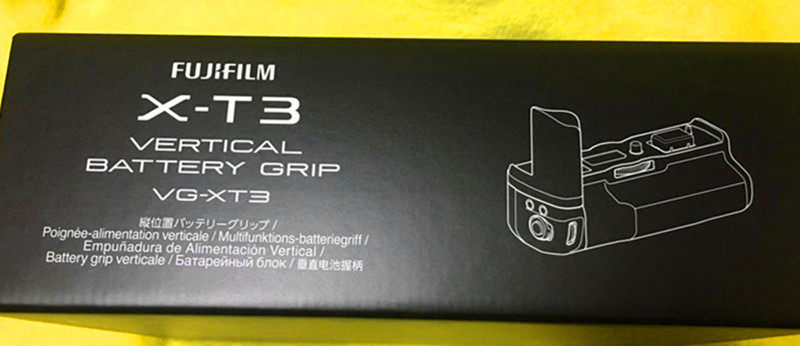 FUJIFILM
X-T3
VERTICAL
BATTERY GRIP
VG-XT3
縦位置バッテリーグリップ /
Poignée-alimentation verticale / Multifunktions-batteriegriff /
Empuñadura de Alimentación Vertical /
Battery grip verticale / Батарейный блок / 垂直电池握柄